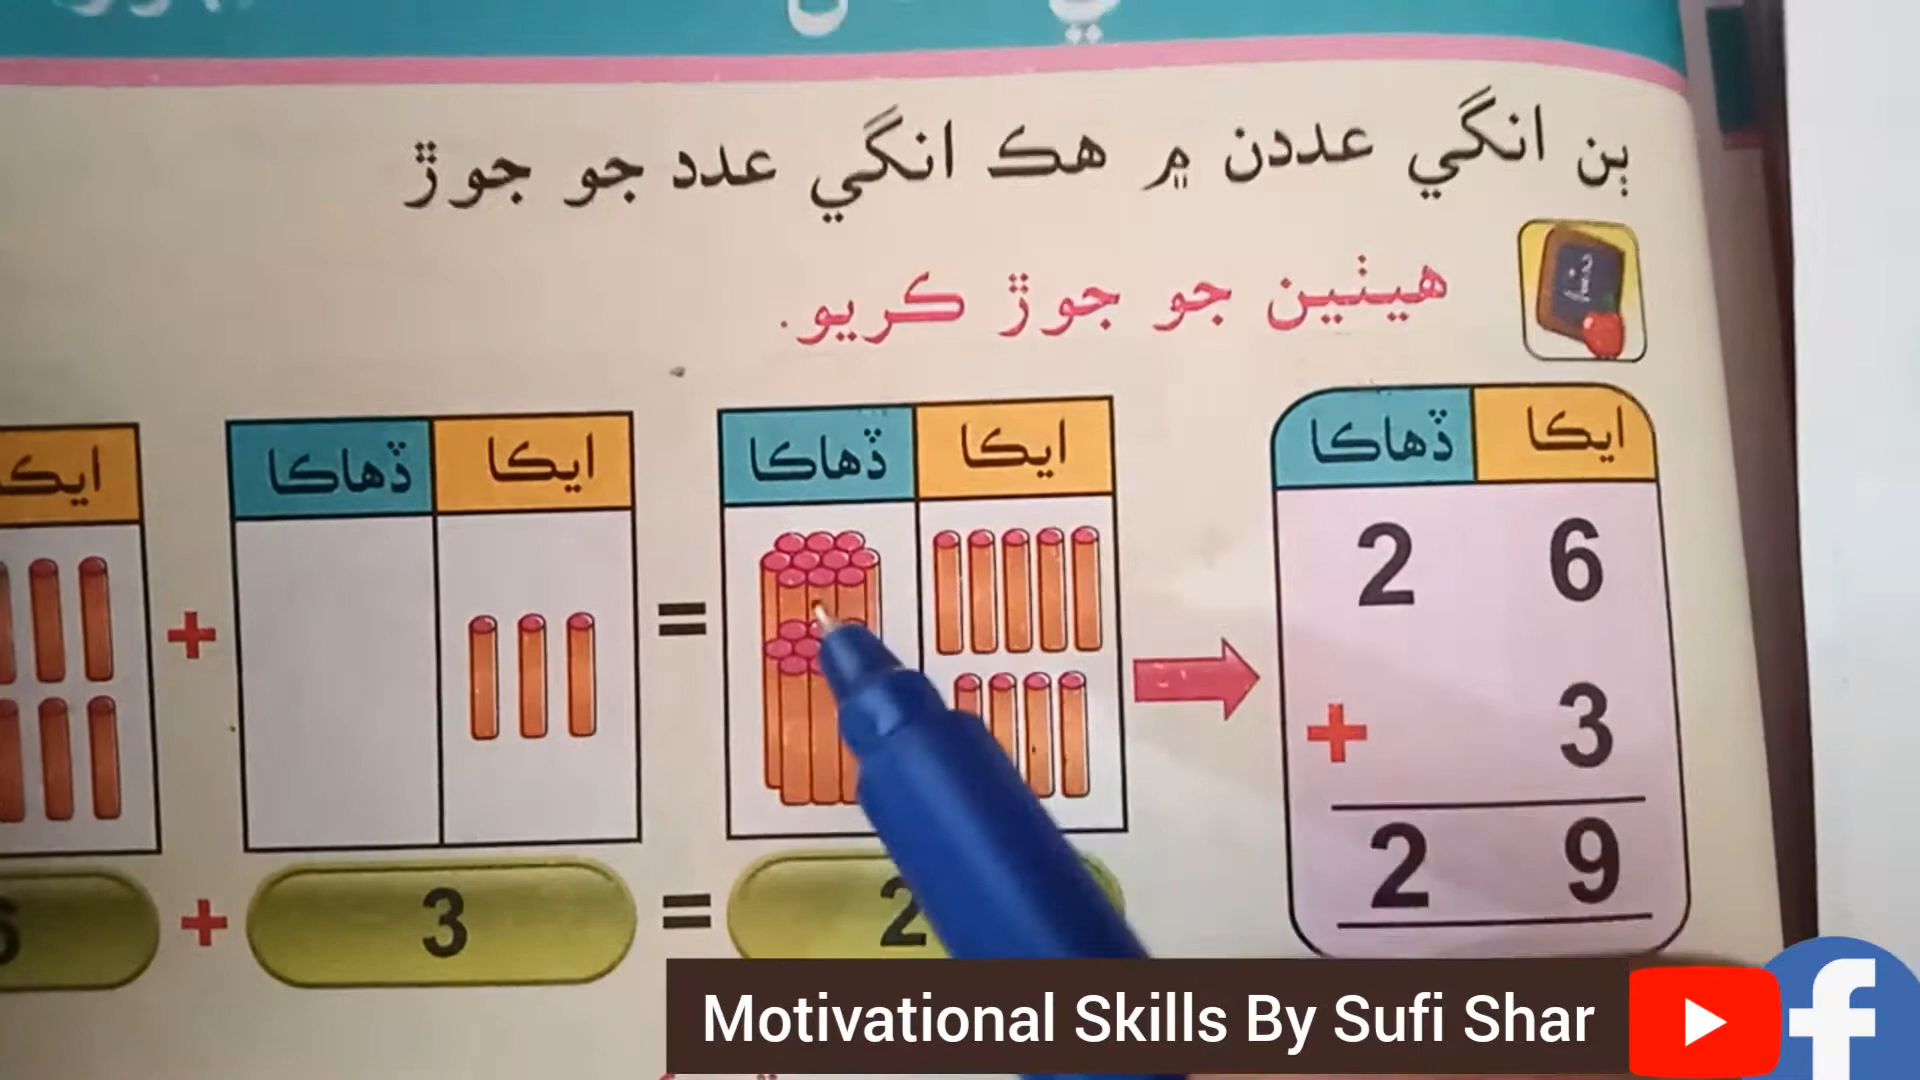 ٻن انگي عددن ۾ هڪ انگي عدد جو جوڙ
هيٺين جو جوڙ ڪريو.
ڏهاڪا ايڪا
ڏهاڪا ايڪا
ڏهاڪا ايڪا
2 6
+ 3
2 9
+ =
+ 3 = 2
Motivational Skills By Sufi Shar